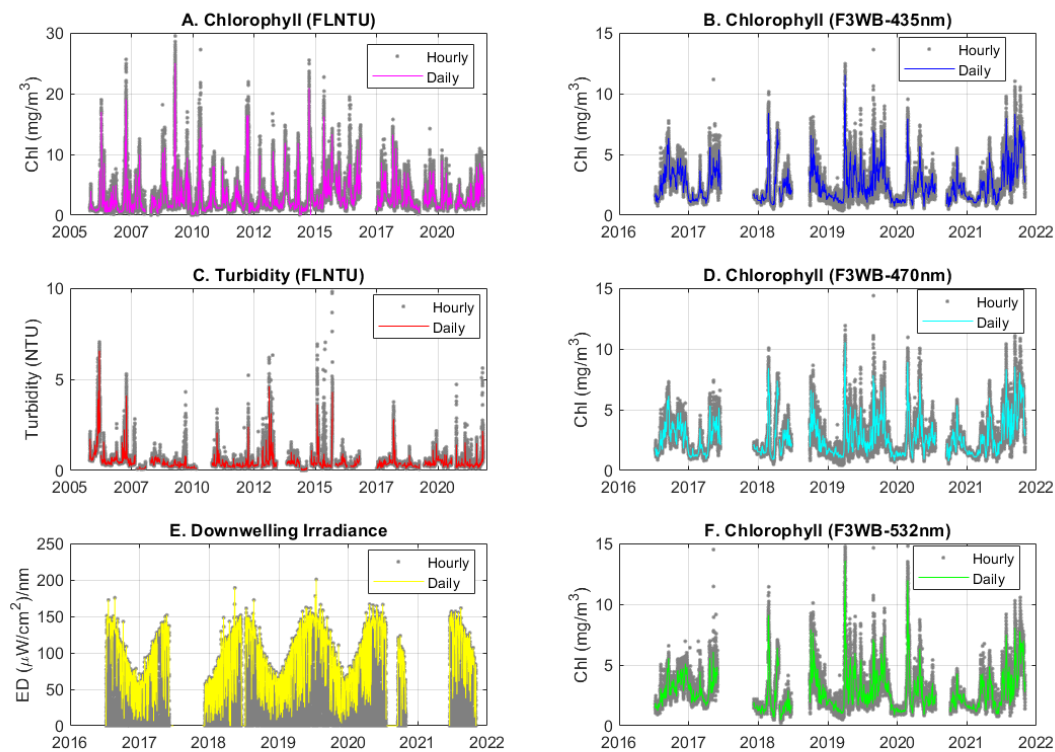 A. Chlorophyll (FLNTU)
Chl (mg/m³)
30
20
10
0
2005 2007 2010 2012 2015 2017 2020 2022
Hourly
Daily
B. Chlorophyll (F3WB-435nm)
Chl (mg/m³)
15
10
5
0
2016 2017 2018 2019 2020 2021 2022
Hourly
Daily
C. Turbidity (FLNTU)
Turbidity (NTU)
10
5
0
2005 2007 2010 2012 2015 2017 2020 2022
Hourly
Daily
D. Chlorophyll (F3WB-470nm)
Chl (mg/m³)
15
10
5
0
2016 2017 2018 2019 2020 2021 2022
Hourly
Daily
E. Downwelling Irradiance
ED (μW/cm²)/nm
250
200
150
100
50
0
2016 2017 2018 2019 2020 2022
Hourly
Daily
F. Chlorophyll (F3WB-532nm)
Chl (mg/m³)
15
10
5
0
2016 2017 2018 2019 2020 2021 2022
Hourly
Daily